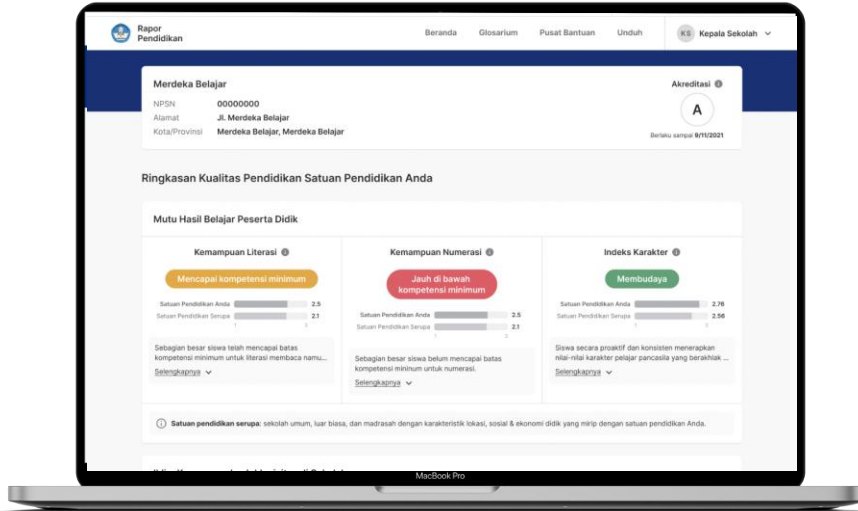 Rapor
Pendidikan
Beranda Glosarium Pusat Bantuan Unduh KS Kepala Sekolah
Merdeka Belajar
NPSN 00000000
Alamat Jl. Merdeka Belajar
Kota/Provinsi Merdeka Belajar, Merdeka Belajar
Akreditasi
A
Berlaku sampai 9/11/2021
Ringkasan Kualitas Pendidikan Satuan Pendidikan Anda
Mutu Hasil Belajar Peserta Didik
Kemampuan Literasi
Mencapai kompetensi minimum
Satuan Pendidikan Anda 2.5
Satuan Pendidikan Serupa 2.1
1 3
Sebagian besar siswa telah mencapai batas
kompetensi minimum untuk literasi membaca namu...
Selengkapnya
Kemampuan Numerasi
Jauh di bawah
kompetensi minimum
Satuan Pendidikan Anda 2.5
Satuan Pendidikan Serupa 2.1
1 3
Sebagian besar siswa belum mencapai batas
kompetensi mininum untuk numerasi.
Selengkapnya
Indeks Karakter
Membudaya
Satuan Pendidikan Anda 2.76
Satuan Pendidikan Serupa 2.56
1 3
Siswa secara proaktif dan konsisten menerapkan
nilai-nilai karakter pelajar pancasila yang berakhlak ...
Selengkapnya
Satuan pendidikan serupa: sekolah umum, luar biasa, dan madrasah dengan karakteristik lokasi, sosial & ekonomi didik yang mirip dengan satuan pendidikan Anda.
MacBook Pro